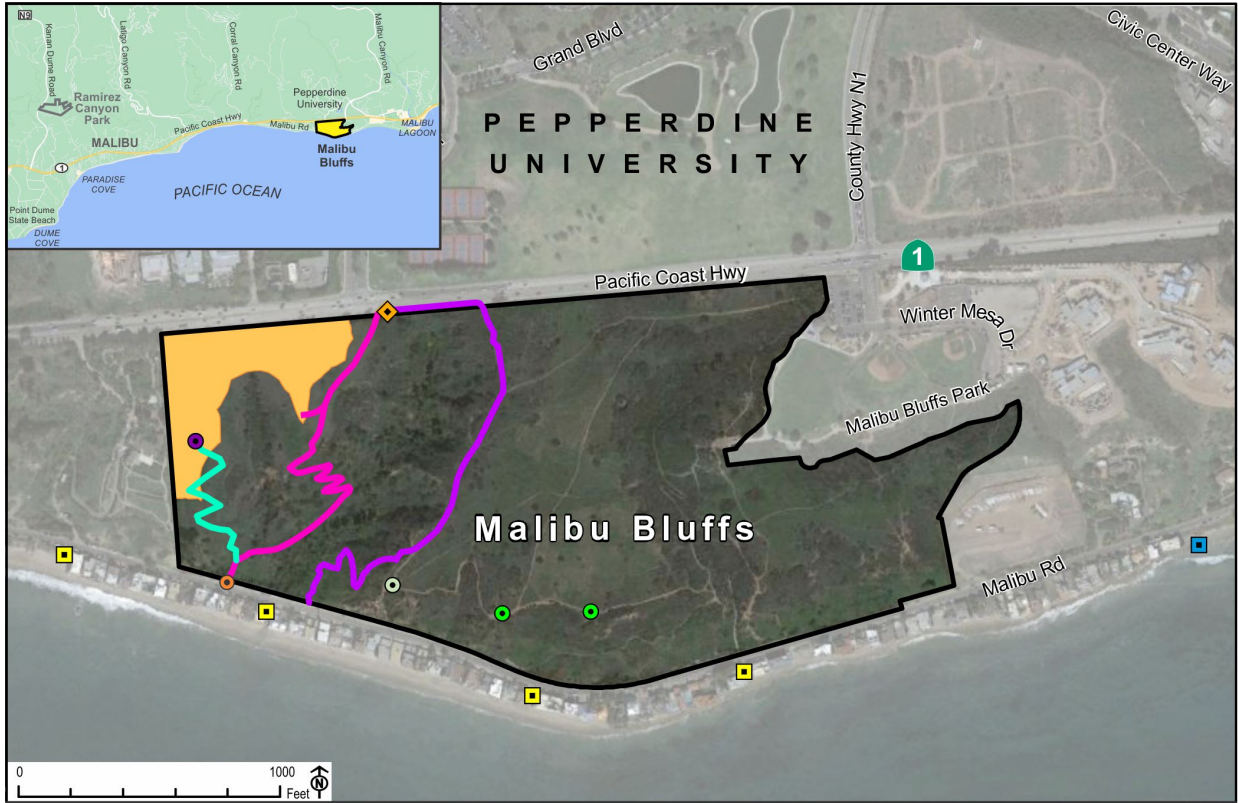 N9
Kanan Dume Road
Latigo Canyon Rd
Corral Canyon Rd
Malibu Canyon Rd
Ramirez
Canyon
Park
Pepperdine
University
MALIBU
Pacific Coast Hwy
Malibu Rd
MALIBU
LAGOON
Malibu
Bluffs
1
PARADISE
COVE
PACIFIC OCEAN
Point Dume
State Beach
DUME
COVE
Grand Blvd
Civic Center Way
PEPPERDINE
UNIVERSITY
County Hwy N1
1
Pacific Coast Hwy
Winter Mesa Dr
Malibu Bluffs Park
Malibu Bluffs
Malibu Rd
0
1000
Feet
N